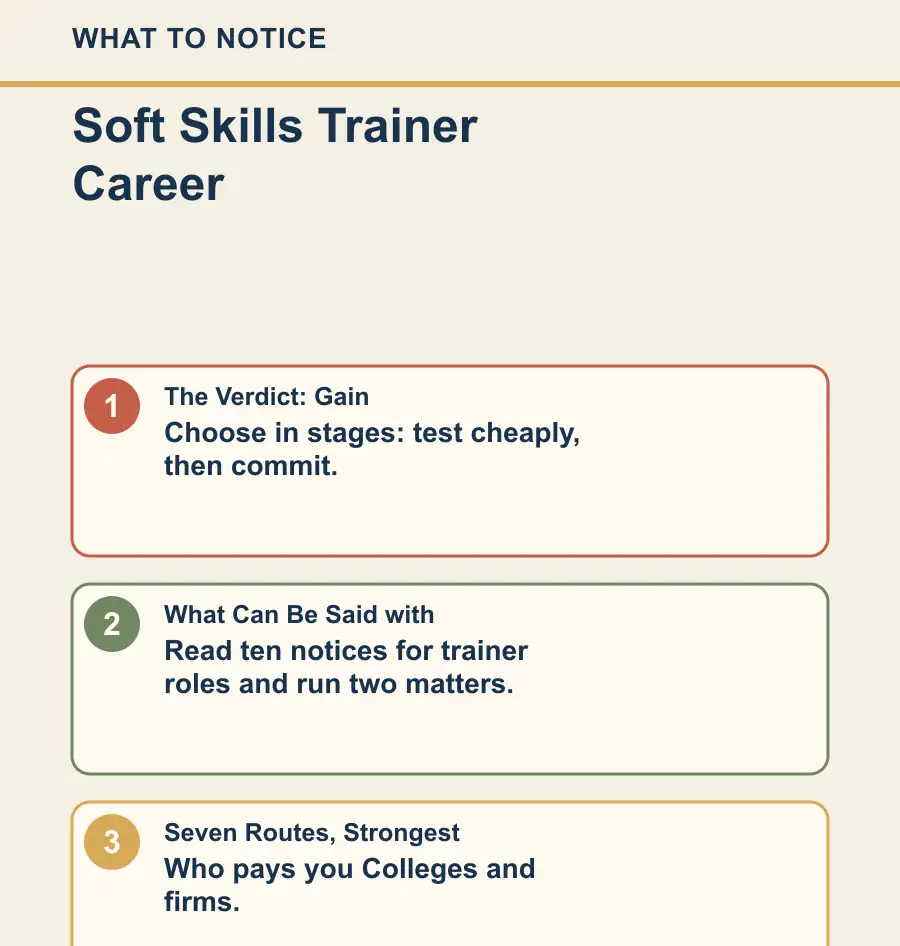 WHAT TO NOTICE
Soft Skills Trainer
Career
1
The Verdict: Gain
Choose in stages: test cheaply,
then commit.
2
What Can Be Said with
Read ten notices for trainer
roles and run two matters.
3
Seven Routes, Strongest
Who pays you Colleges and
firms.